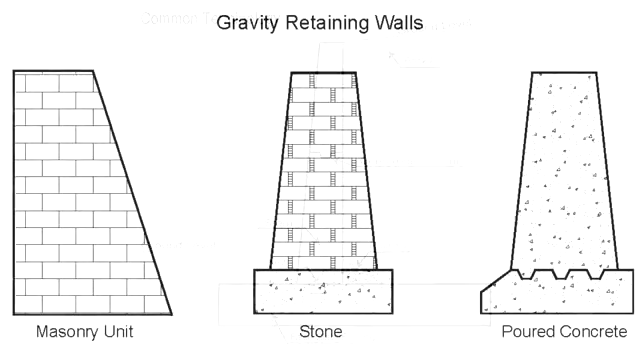 Gravity Retaining Walls
Masonry Unit
Stone
Poured Concrete